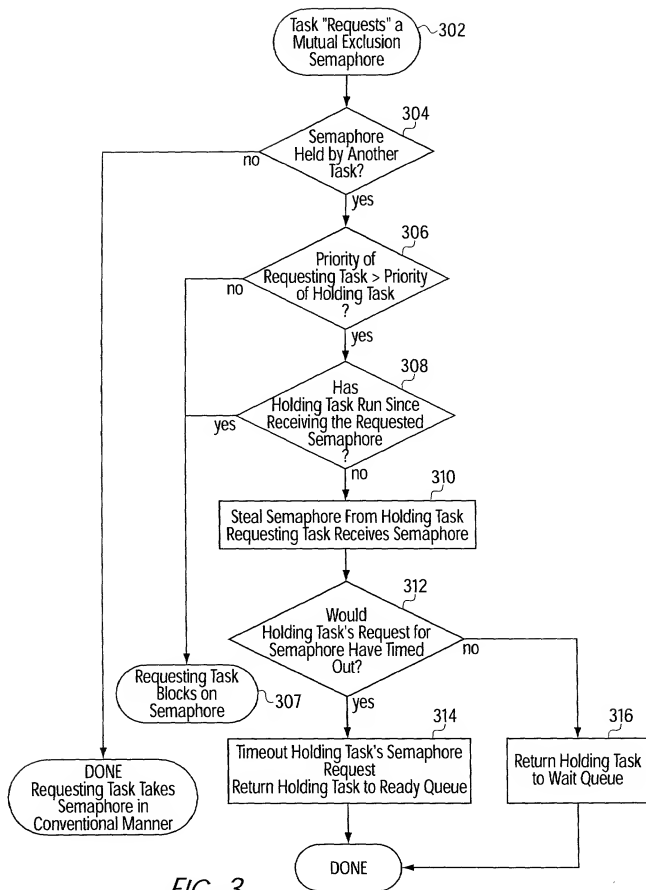 Task "Requests" a
Mutual Exclusion
Semaphore
302
304
Semaphore
Held by Another
Task?
no
yes
306
Priority of
Requesting Task > Priority
of Holding Task
?
no
yes
308
Has
Holding Task Run Since
Receiving the Requested
Semaphore
?
yes
no
310
Steal Semaphore From Holding Task
Requesting Task Receives Semaphore
312
Would
Holding Task's Request for
Semaphore Have Timed
Out?
no
yes
Requesting Task
Blocks on
Semaphore
307
314
Timeout Holding Task's Semaphore
Request
Return Holding Task to Ready Queue
316
Return Holding Task
to Wait Queue
DONE
Requesting Task Takes
Semaphore in
Conventional Manner
DONE
FIG. 3